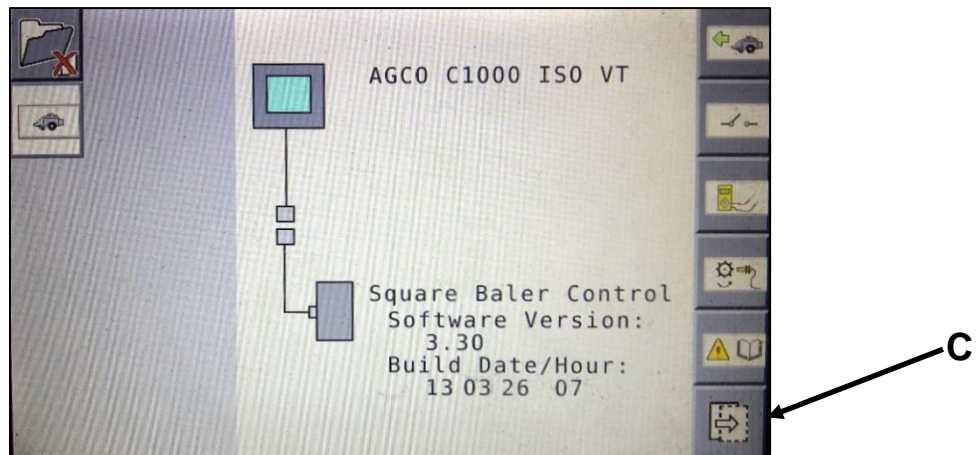 AGCO C1000 ISO VT
Square Baler Control
Software Version:
3.30
Build Date/Hour:
13 03 26 07
C